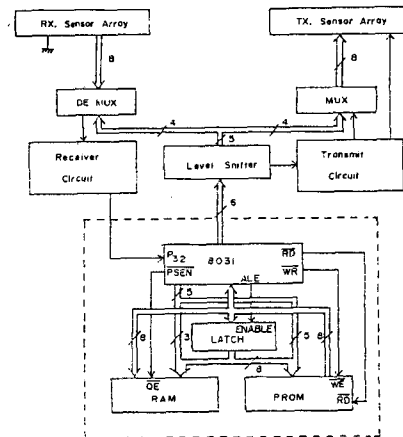 RX. Sensor Array
TX. Sensor Array
8
8
DE MUX
MUX
4
4
5
Receiver
Circuit
Level Shifter
Transmit
Circuit
6
P32
8031
RD
PSEN
WR
ALE
5
ENABLE
8
3
LATCH
5
8
8
OE
WE
RAM
PROM
RD